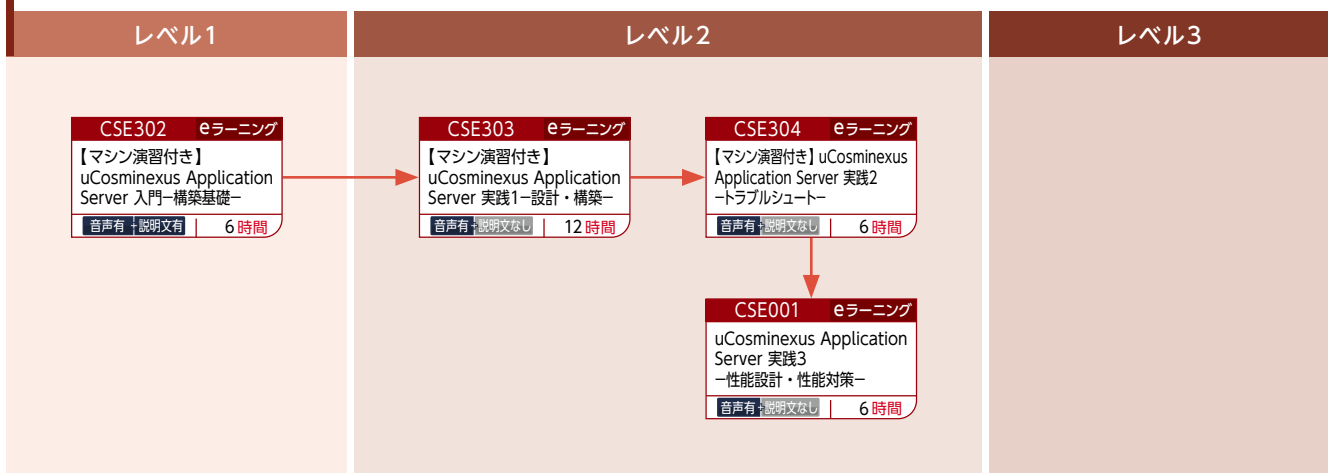 レベル1
レベル2
レベル3
CSE302 eラーニング
【マシン演習付き】
uCosminexus Application
Server 入門－構築基礎－
音声有+説明文有 6時間
CSE303 eラーニング
【マシン演習付き】
uCosminexus Application
Server 実践1－設計・構築－
音声有+説明文なし 12時間
CSE304 eラーニング
【マシン演習付き】uCosminexus
Application Server 実践2
－トラブルシュート－
音声有+説明文なし 6時間
CSE001 eラーニング
uCosminexus Application
Server 実践3
－性能設計・性能対策－
音声有+説明文なし 6時間